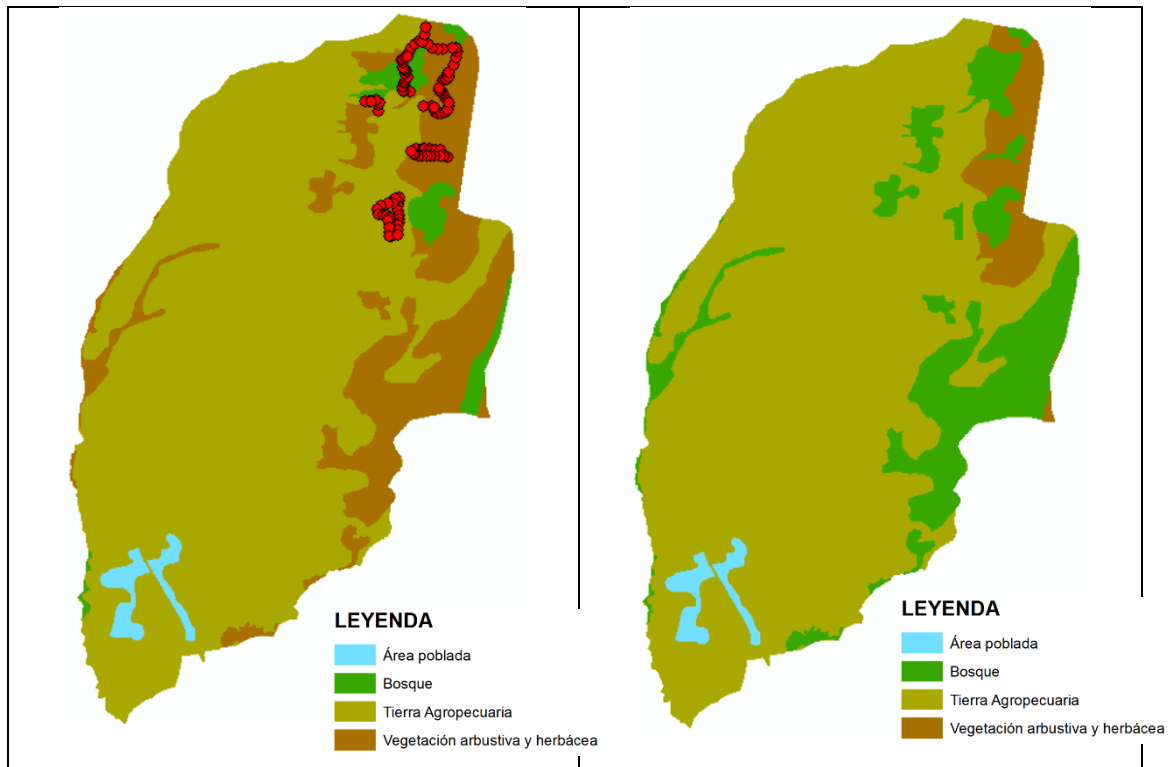 LEYENDA
Área poblada
Bosque
Tierra Agropecuaria
Vegetación arbustiva y herbácea
LEYENDA
Área poblada
Bosque
Tierra Agropecuaria
Vegetación arbustiva y herbácea